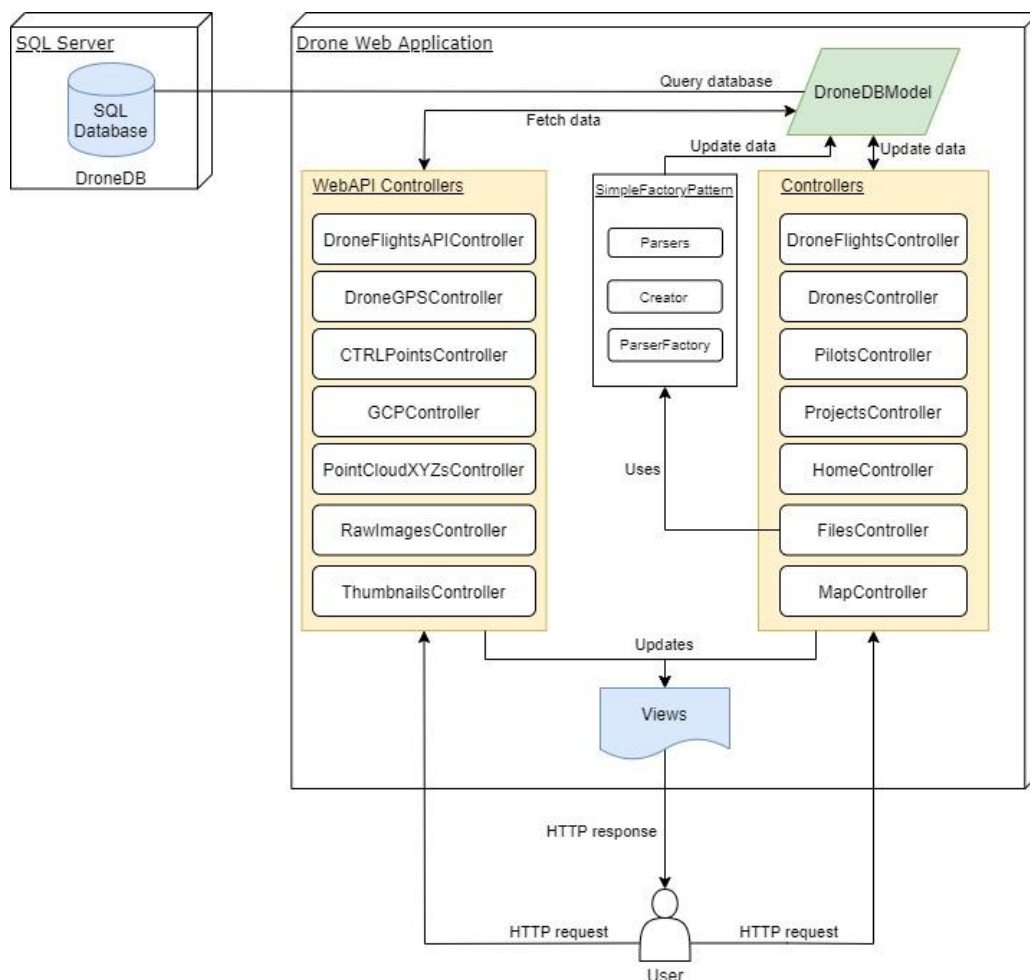 SQL Server
SQL
Database
DroneDB
Drone Web Application
Query database
DroneDBModel
Fetch data
Update data
Update data
WebAPI Controllers
DroneFlightsAPIController
DroneGPSController
CTRLPointsController
GCPController
PointCloudXYZsController
RawImagesController
ThumbnailsController
SimpleFactoryPattern
Parsers
Creator
ParserFactory
Uses
Controllers
DroneFlightsController
DronesController
PilotsController
ProjectsController
HomeController
FilesController
MapController
Updates
Views
HTTP response
HTTP request
HTTP request
User